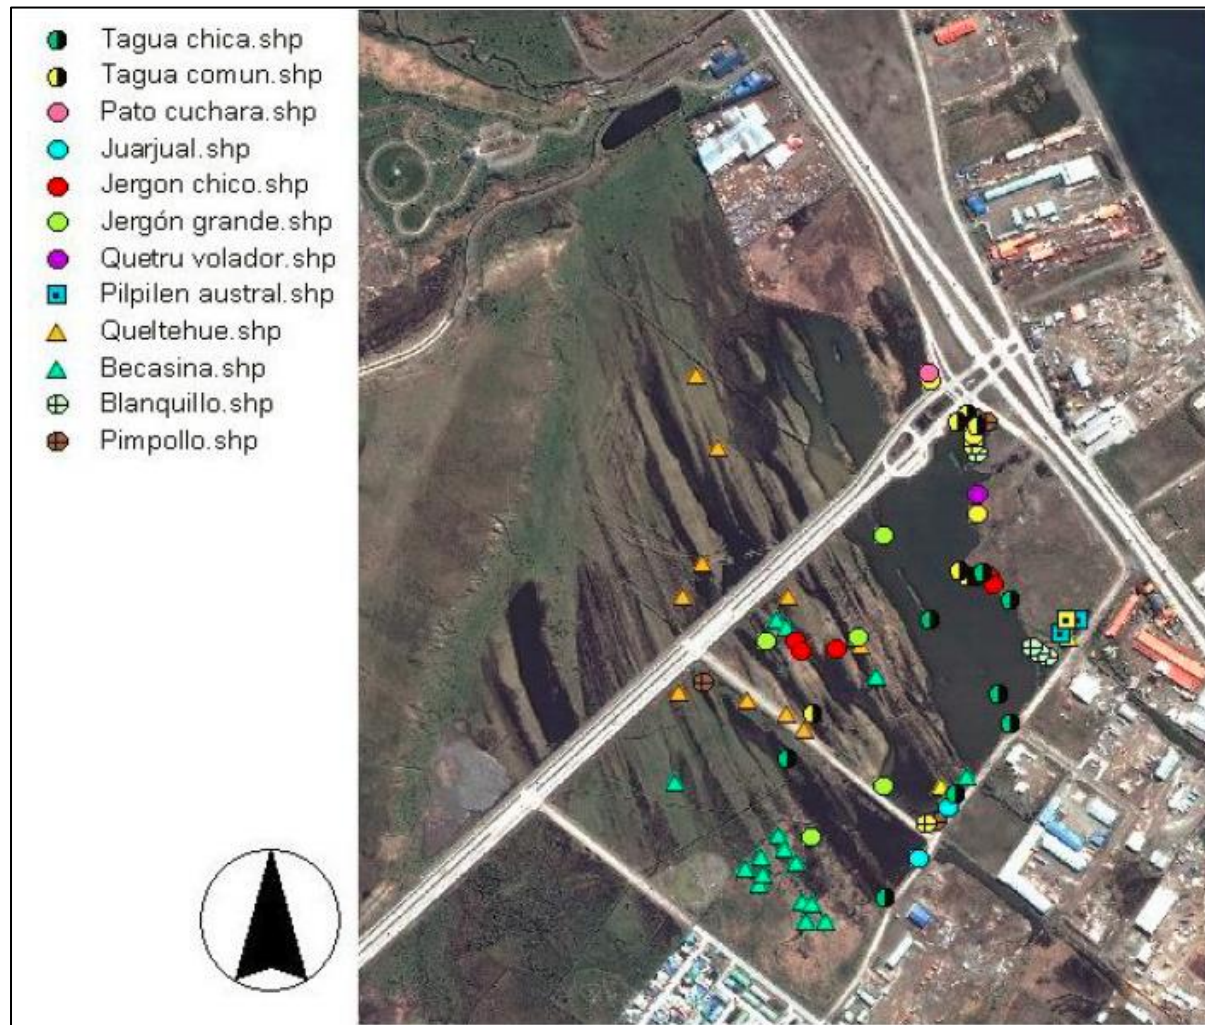 Tagua chica.shp
Tagua comun.shp
Pato cuchara.shp
Juarjual.shp
Jergon chico.shp
Jergón grande.shp
Quetru volador.shp
Pilpilen austral.shp
Queltehue.shp
Becasina.shp
Blanquillo.shp
Pimpollo.shp